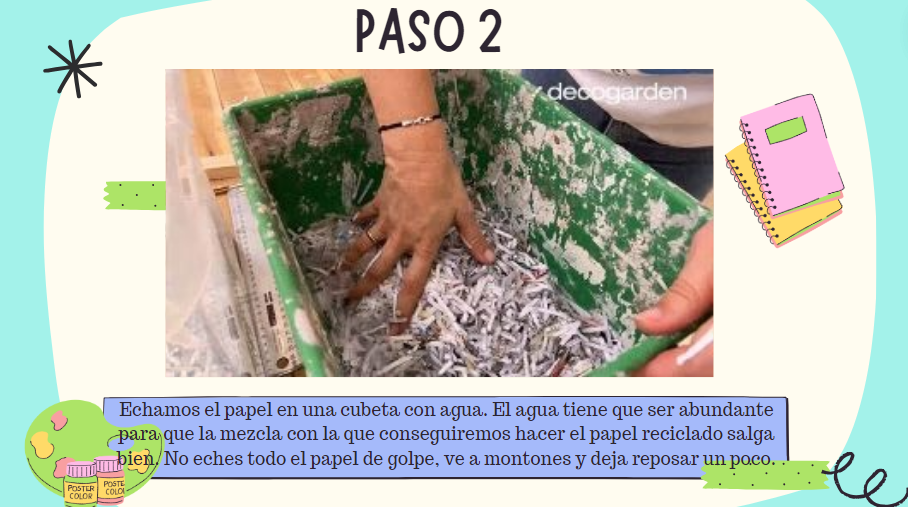 PASO 2
decogarden
Echamos el papel en una cubeta con agua. El agua tiene que ser abundante
para que la mezcla con la que conseguiremos hacer el papel reciclado salga
bien. No eches todo el papel de golpe, ve a montones y deja reposar un poco.
POSTER
COLOR
POSTE
COLO